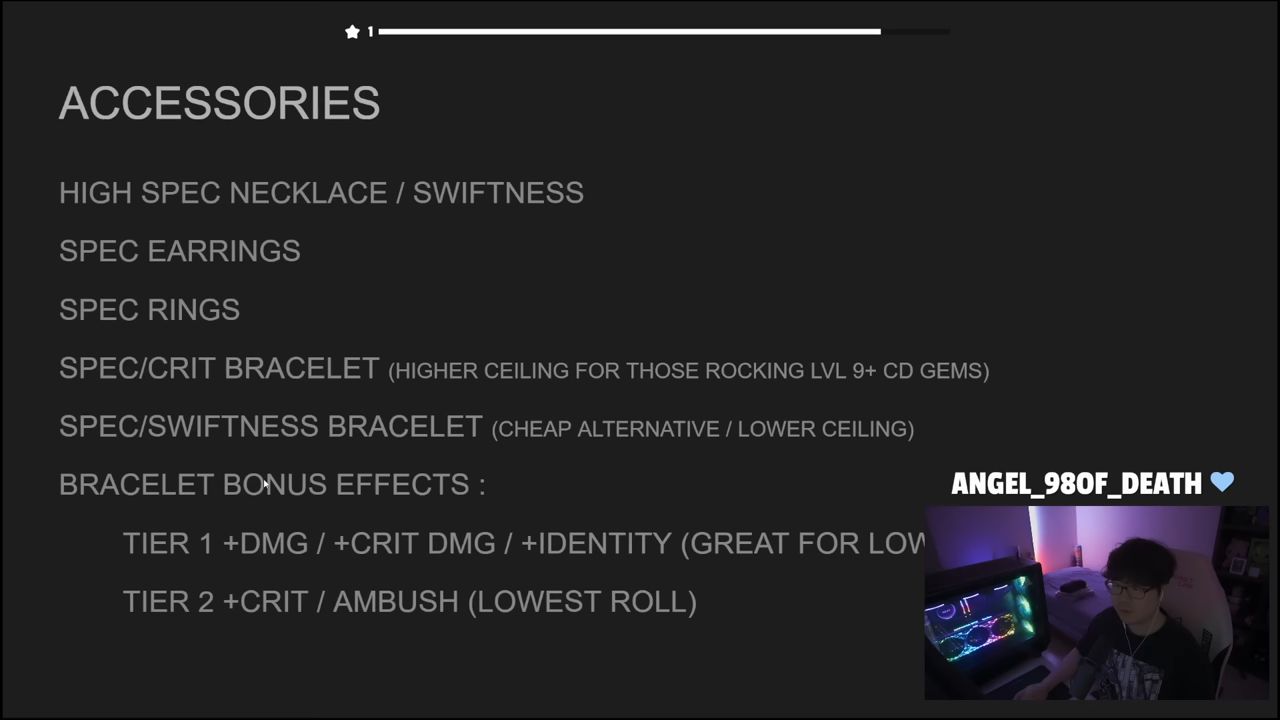 1
ACCESSORIES
HIGH SPEC NECKLACE / SWIFTNESS
SPEC EARRINGS
SPEC RINGS
SPEC/CRIT BRACELET (HIGHER CEILING FOR THOSE ROCKING LVL 9+ CD GEMS)
SPEC/SWIFTNESS BRACELET (CHEAP ALTERNATIVE / LOWER CEILING)
BRACELET BONUS EFFECTS :
ANGEL_98OF_DEATH
TIER 1 +DMG / +CRIT DMG / +IDENTITY (GREAT FOR
TIER 2 +CRIT / AMBUSH (LOWEST ROLL)